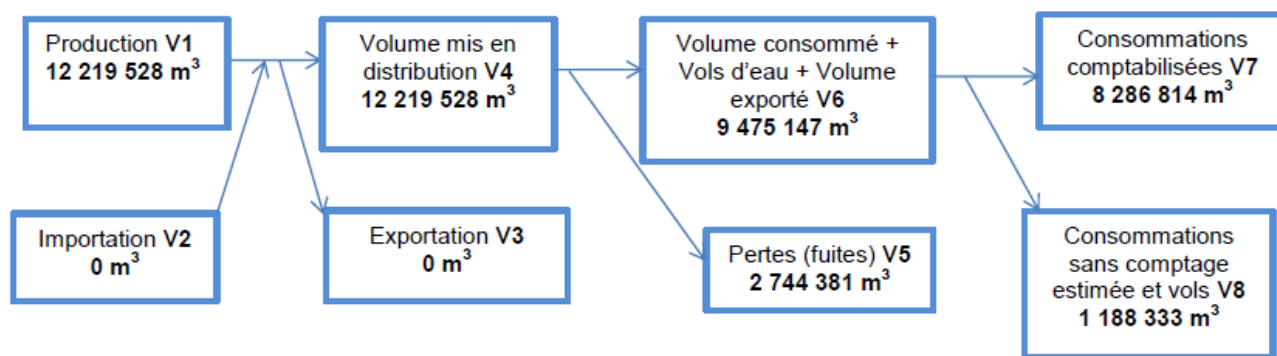 Production V1
12 219 528 m³
Volume mis en
distribution V4
12 219 528 m³
Volume consommé +
Vols d'eau + Volume
exporté V6
9 475 147 m³
Consommations
comptabilisées V7
8 286 814 m³
Importation V2
0 m³
Exportation V3
0 m³
Pertes (fuites) V5
2 744 381 m³
Consommations
sans comptage
estimée et vols V8
1 188 333 m³